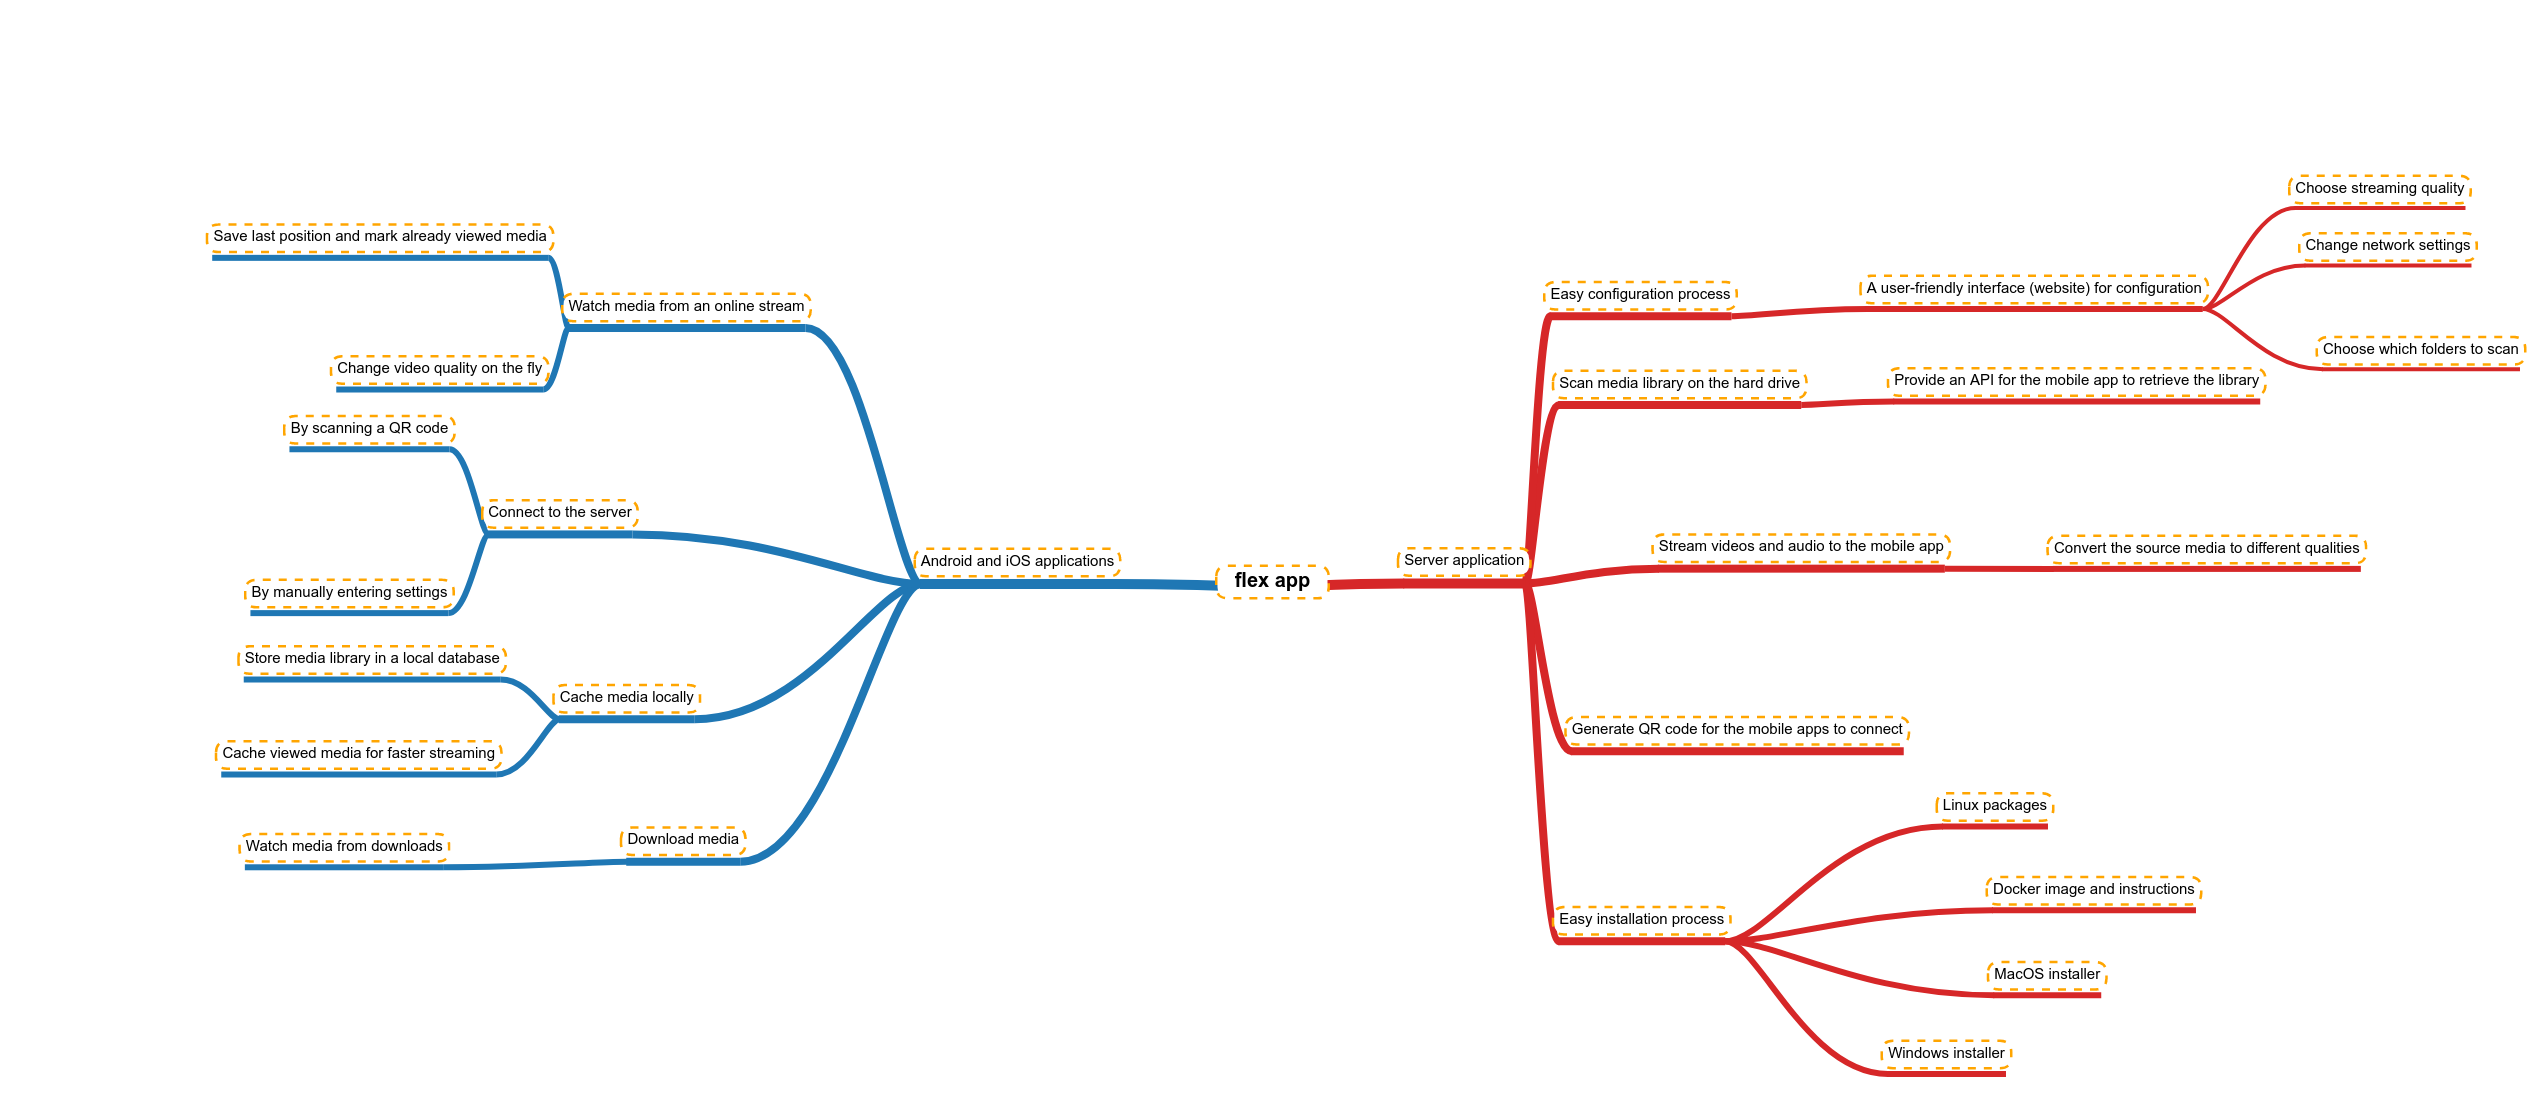 flex app
Android and iOS applications
Watch media from an online stream
Save last position and mark already viewed media
Change video quality on the fly
Connect to the server
By scanning a QR code
By manually entering settings
Cache media locally
Store media library in a local database
Cache viewed media for faster streaming
Download media
Watch media from downloads
Server application
Easy configuration process
A user-friendly interface (website) for configuration
Choose streaming quality
Change network settings
Choose which folders to scan
Scan media library on the hard drive
Provide an API for the mobile app to retrieve the library
Stream videos and audio to the mobile app
Convert the source media to different qualities
Generate QR code for the mobile apps to connect
Easy installation process
Linux packages
Docker image and instructions
MacOS installer
Windows installer